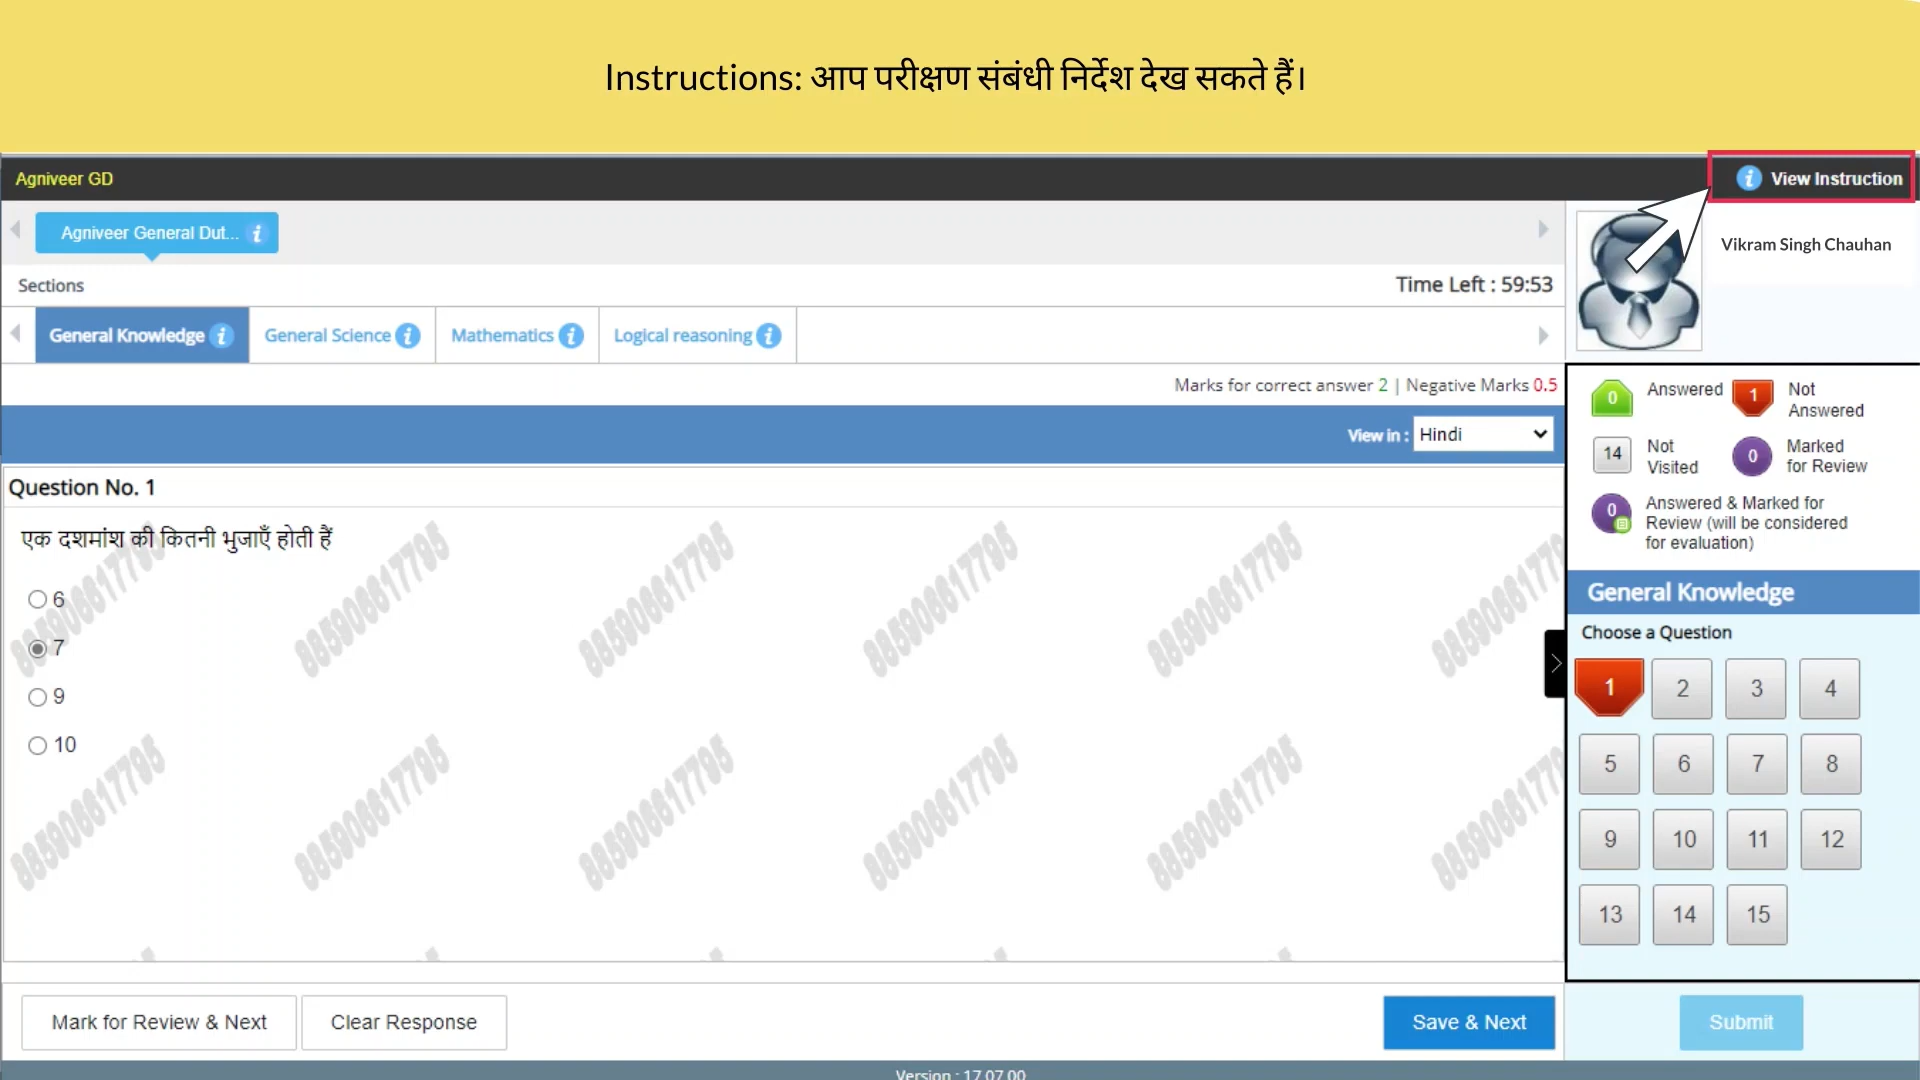 Instructions: आप परीक्षण संबंधी निर्देश देख सकते हैं।
Agniveer GD
View Instruction
Agniveer General Dut...
Vikram Singh Chauhan
Sections
Time Left : 59:53
General Knowledge
General Science
Mathematics
Logical reasoning
Marks for correct answer 2 | Negative Marks 0.5
View in : Hindi
0 Answered
1 Not Answered
14 Not Visited
0 Marked for Review
0 Answered & Marked for
Review (will be considered
for evaluation)
Question No. 1
एक दशमांश की कितनी भुजाएँ होती हैं
6
7
9
10
General Knowledge
Choose a Question
1 2 3 4
5 6 7 8
9 10 11 12
13 14 15
Mark for Review & Next
Clear Response
Save & Next
Submit
Version : 17.07.00